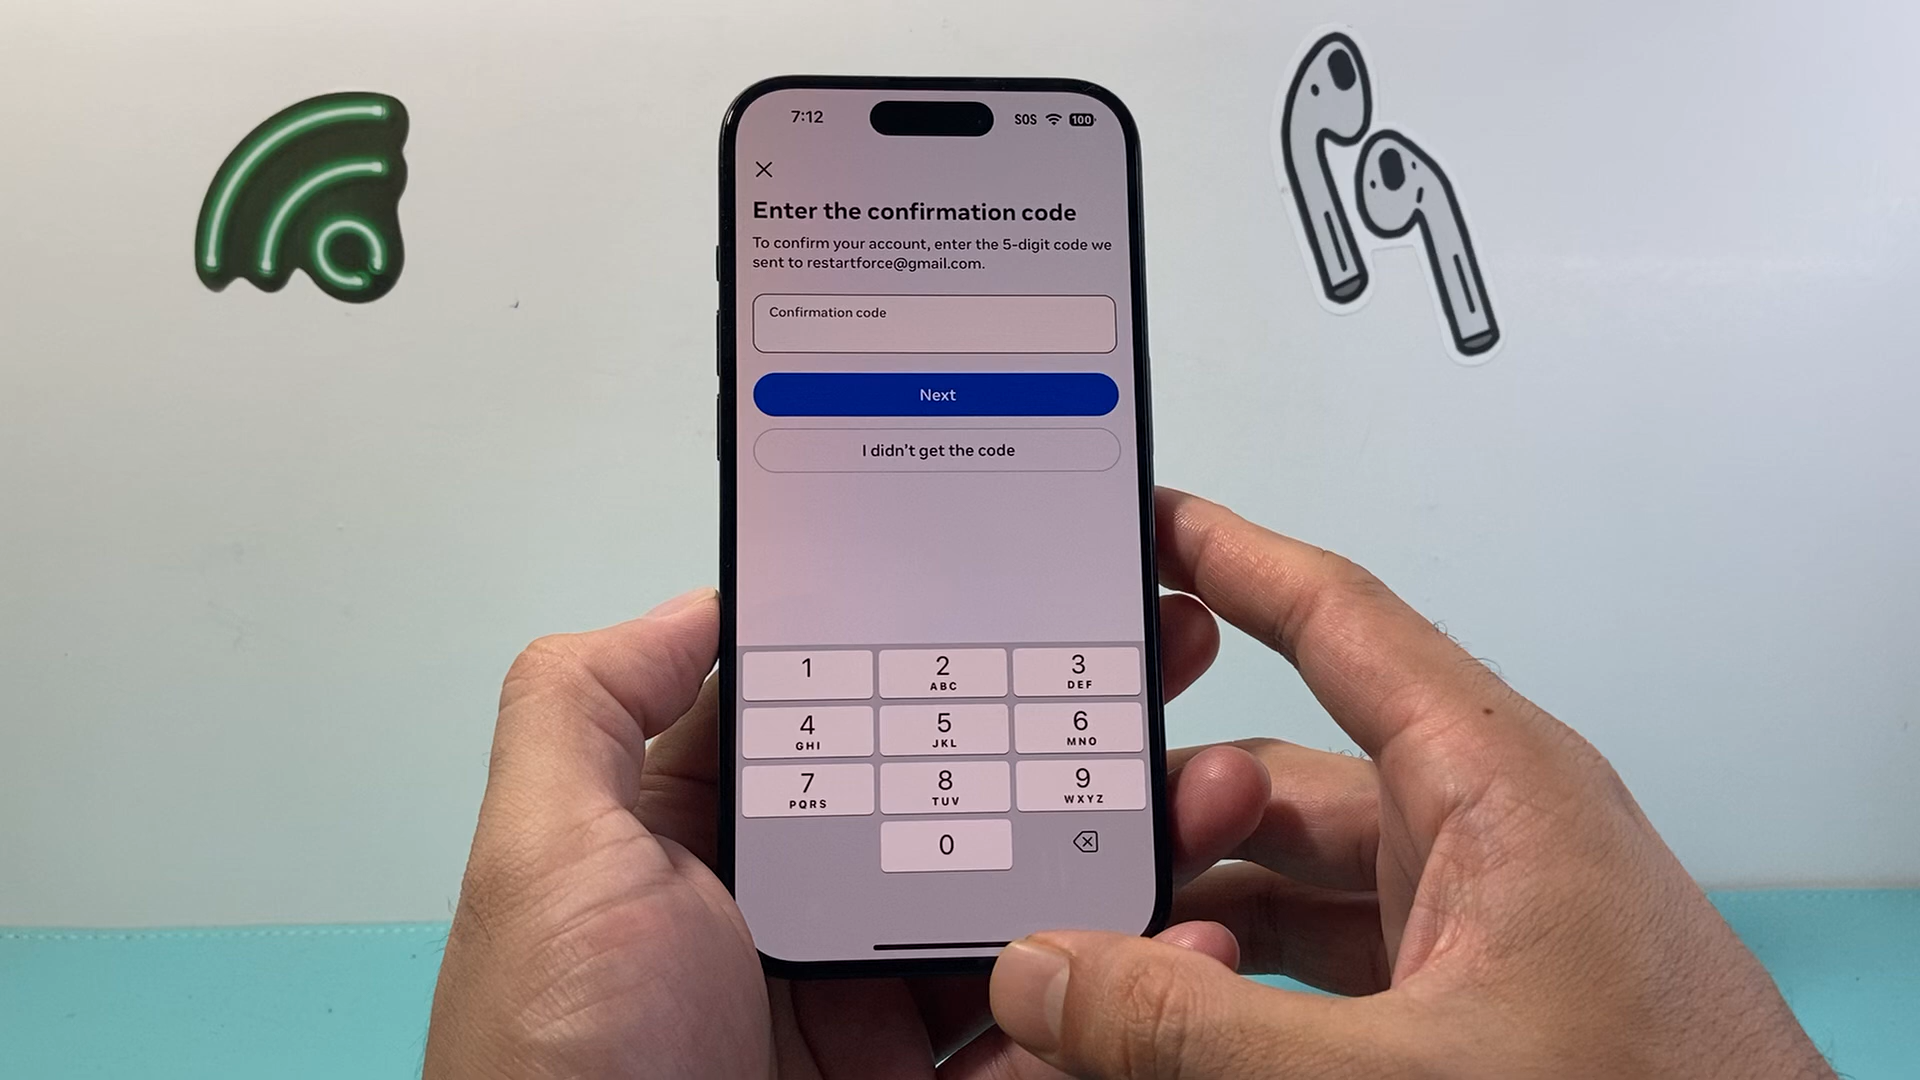 7:12
SOS 100
Enter the confirmation code
To confirm your account, enter the 5-digit code we
sent to restartforce@gmail.com.
Confirmation code
Next
I didn't get the code
1 2 3
ABC DEF
4 5 6
GHI JKL MNO
7 8 9
PQRS TUV WXYZ
0